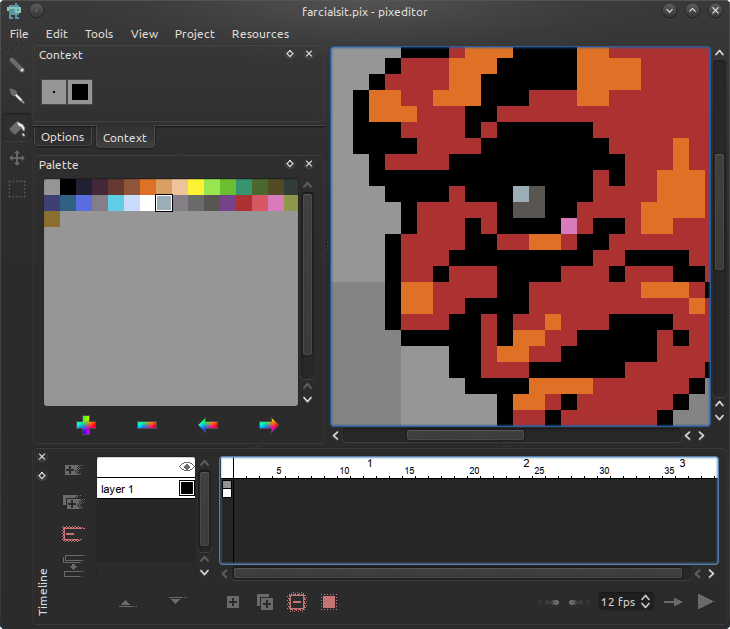 farcialsit.pix - pixeditor
File Edit Tools View Project Resources
Context
Options Context
Palette
5 10 1 15 20 2 25 30 35 3
layer 1
Timeline
12 fps